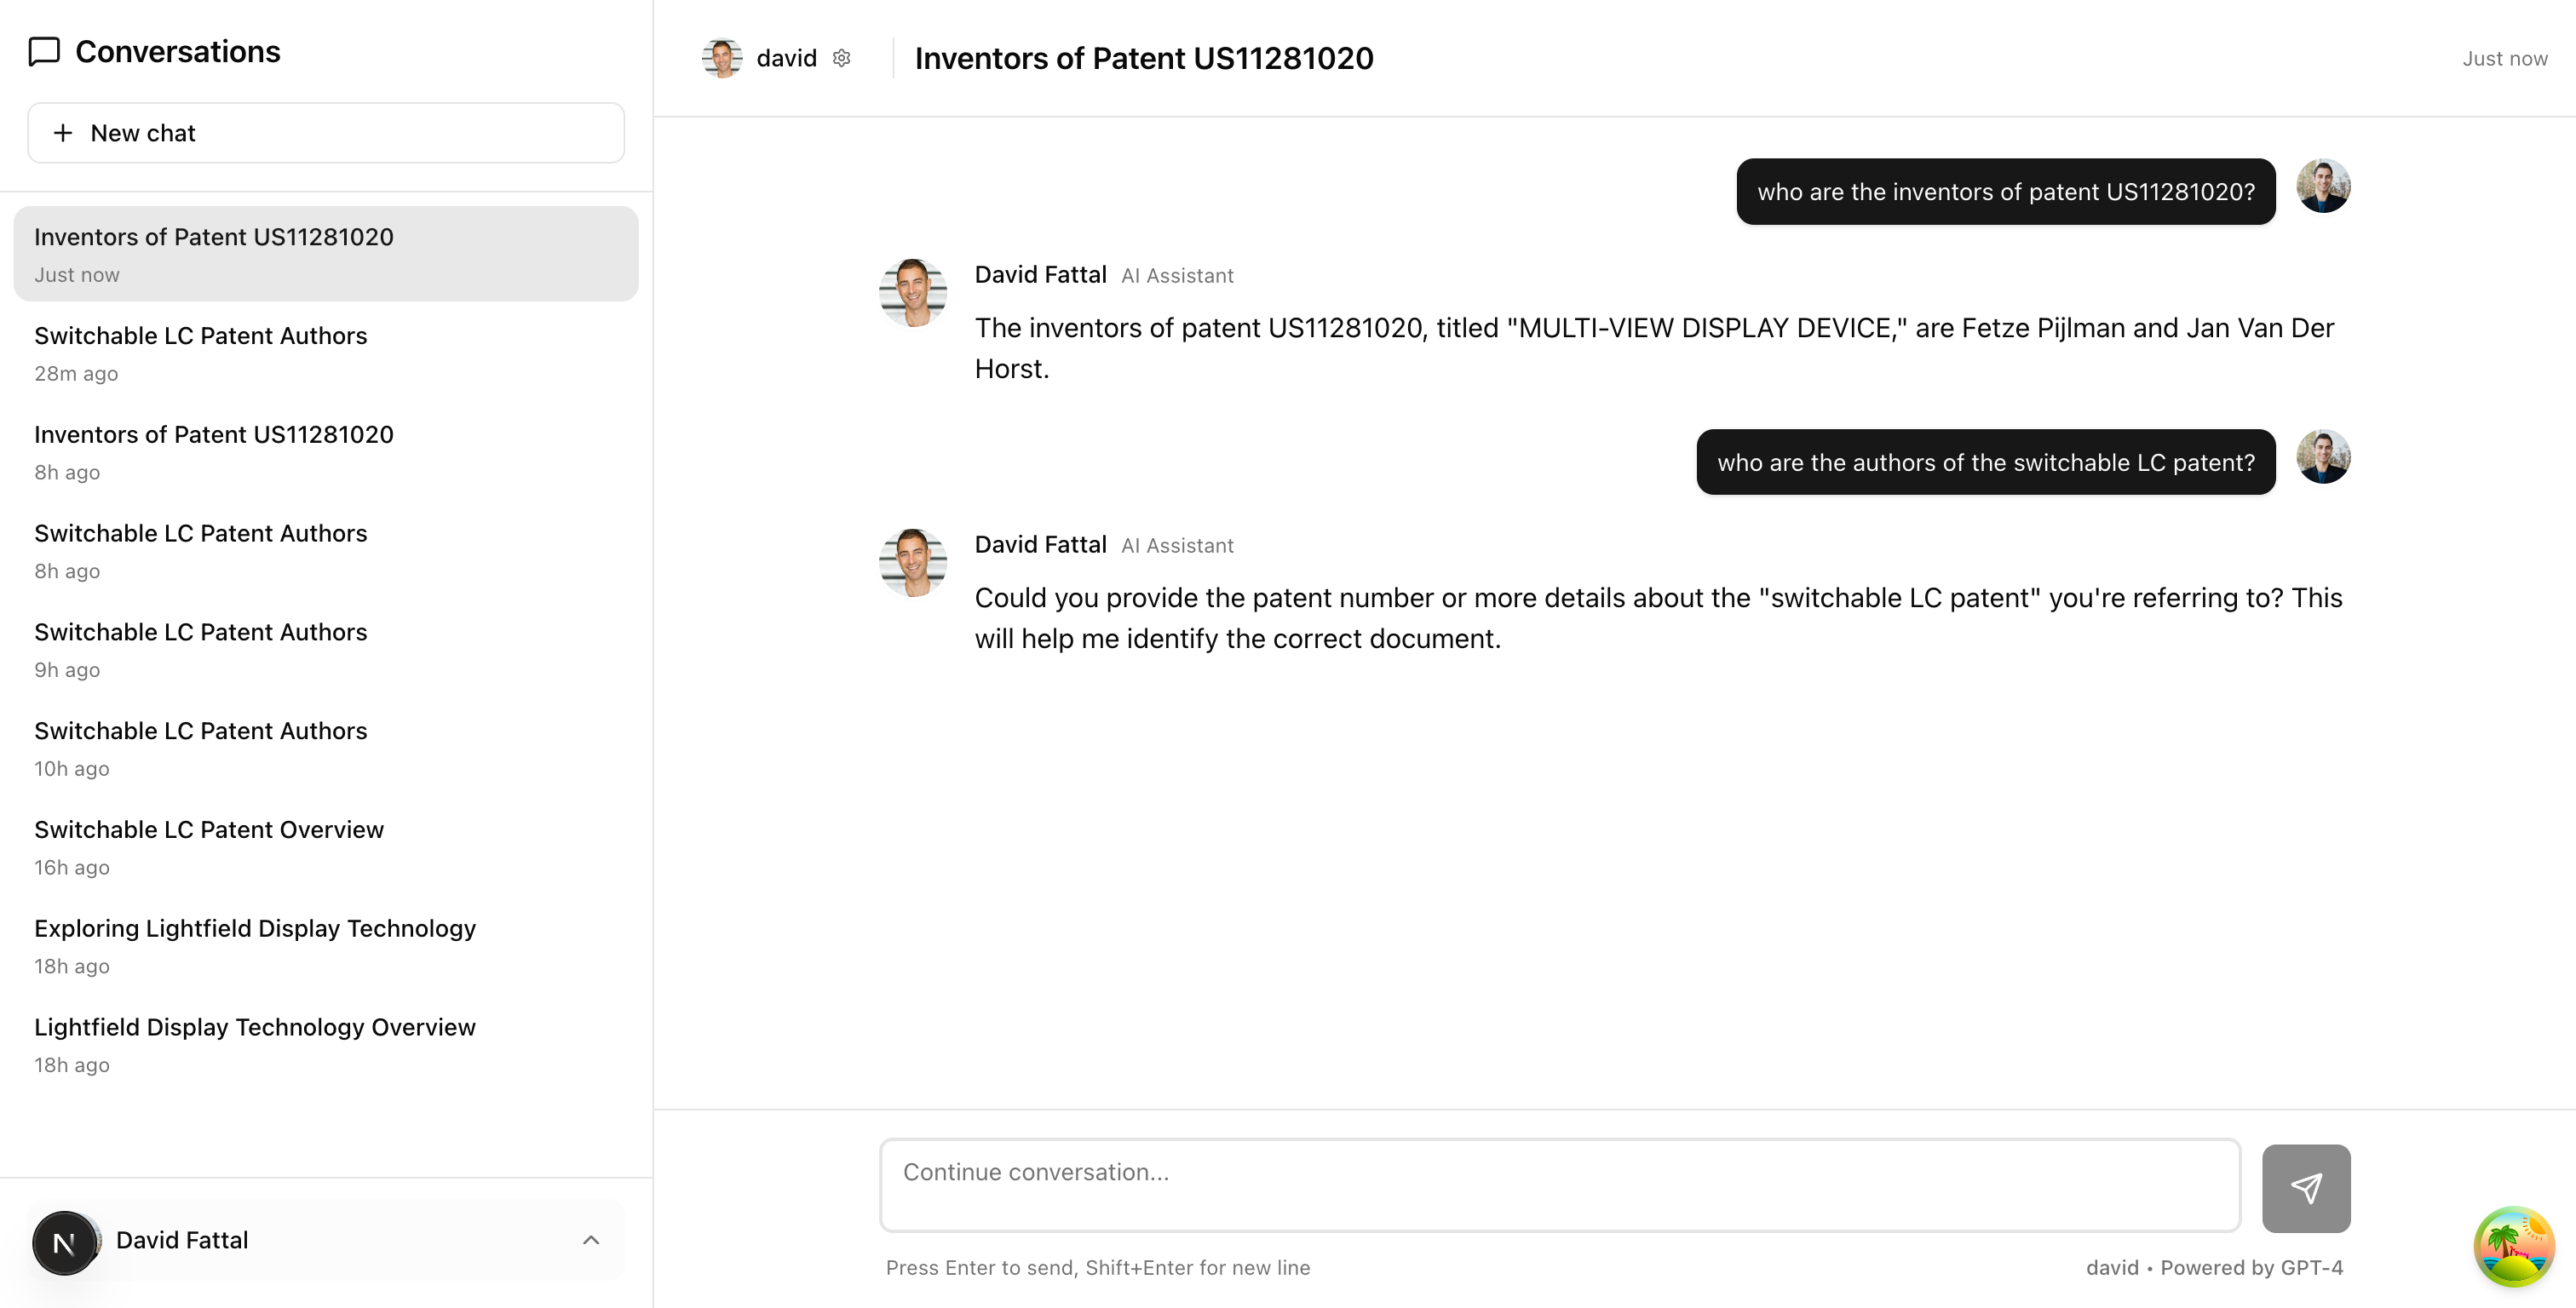 Conversations
New chat
Inventors of Patent US11281020
Just now
Switchable LC Patent Authors
28m ago
Inventors of Patent US11281020
8h ago
Switchable LC Patent Authors
8h ago
Switchable LC Patent Authors
9h ago
Switchable LC Patent Authors
10h ago
Switchable LC Patent Overview
16h ago
Exploring Lightfield Display Technology
18h ago
Lightfield Display Technology Overview
18h ago
N David Fattal
david Inventors of Patent US11281020 Just now
who are the inventors of patent US11281020?
David Fattal AI Assistant
The inventors of patent US11281020, titled "MULTI-VIEW DISPLAY DEVICE," are Fetze Pijlman and Jan Van Der
Horst.
who are the authors of the switchable LC patent?
David Fattal AI Assistant
Could you provide the patent number or more details about the "switchable LC patent" you're referring to? This
will help me identify the correct document.
Continue conversation...
Press Enter to send, Shift+Enter for new line david • Powered by GPT-4